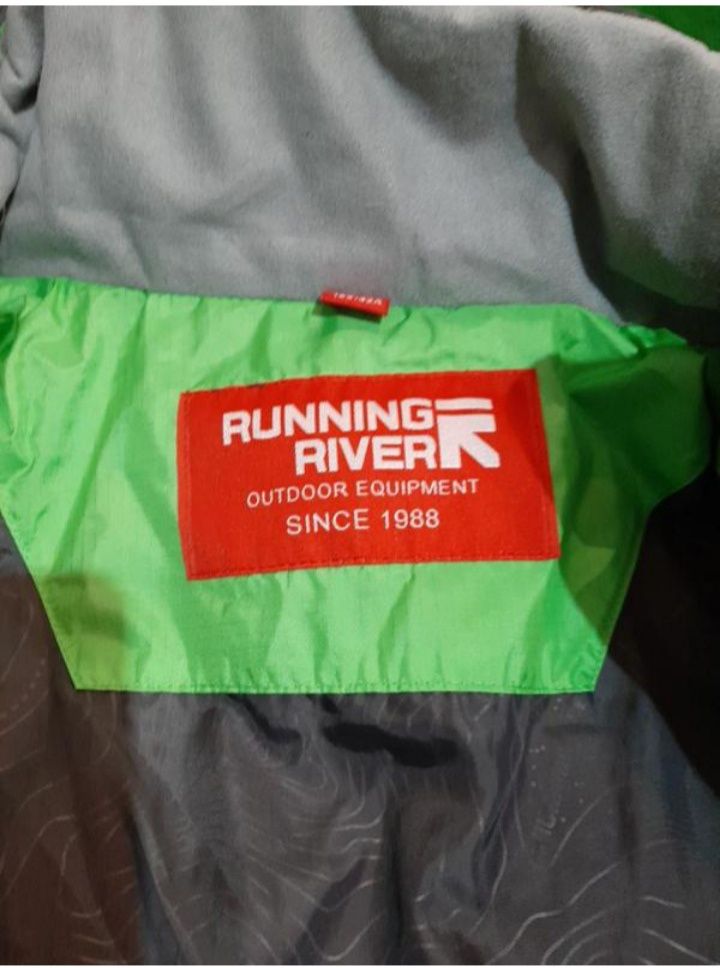 RUNNING
RIVER
OUTDOOR EQUIPMENT
SINCE 1988